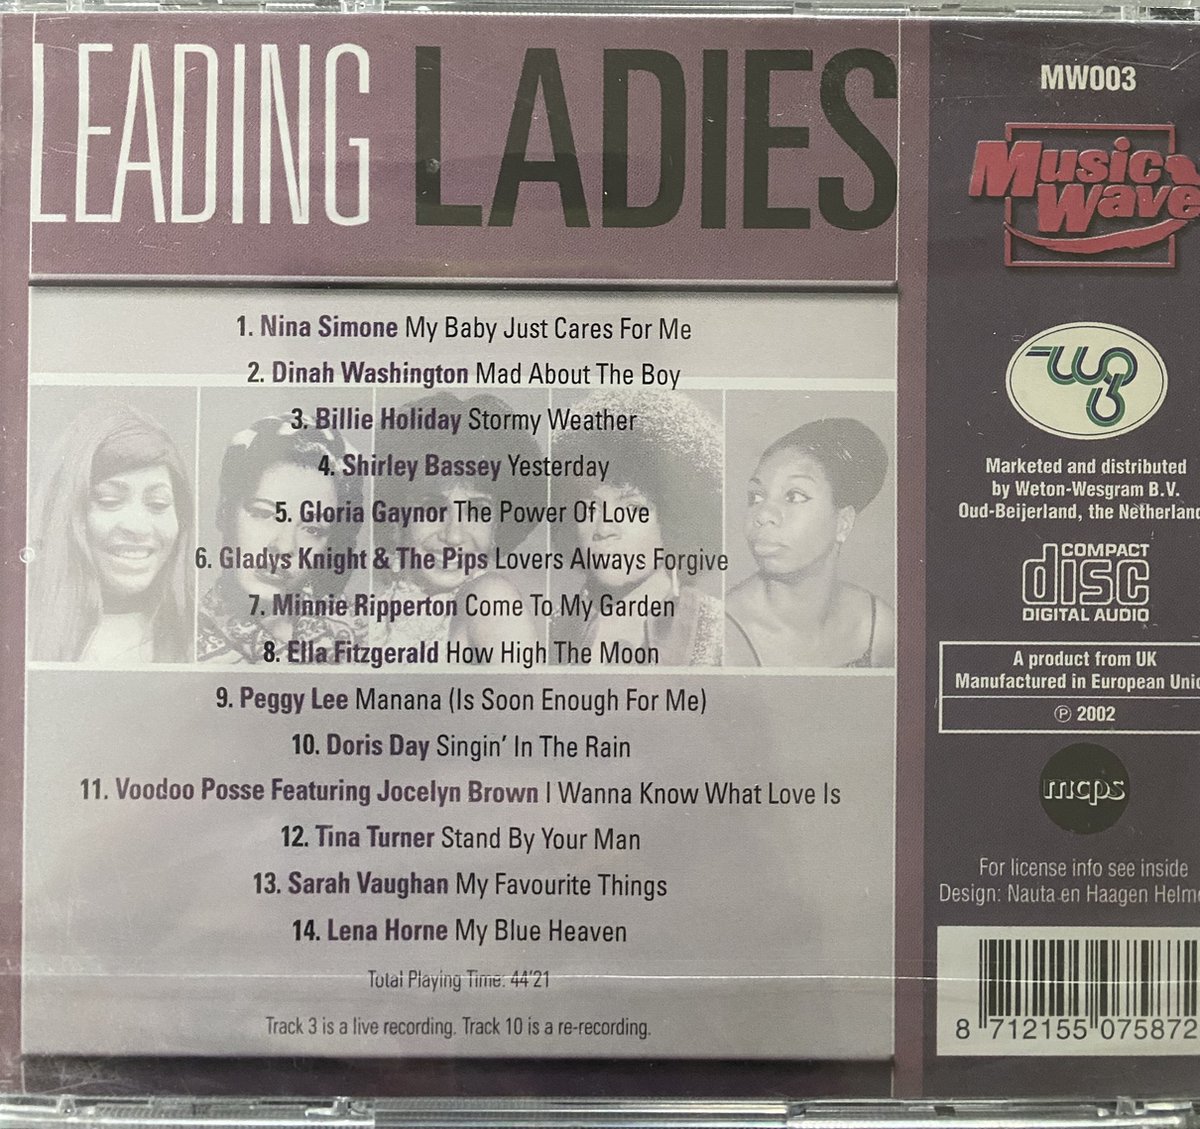 LEADING LADIES
1. Nina Simone My Baby Just Cares For Me
2. Dinah Washington Mad About The Boy
3. Billie Holiday Stormy Weather
4. Shirley Bassey Yesterday
5. Gloria Gaynor The Power Of Love
6. Gladys Knight & The Pips Lovers Always Forgive
7. Minnie Ripperton Come To My Garden
8. Ella Fitzgerald How High The Moon
9. Peggy Lee Manana (Is Soon Enough For Me)
10. Doris Day Singin' In The Rain
11. Voodoo Posse Featuring Jocelyn Brown I Wanna Know What Love Is
12. Tina Turner Stand By Your Man
13. Sarah Vaughan My Favourite Things
14. Lena Horne My Blue Heaven
Total Playing Time: 44'21
Track 3 is a live recording. Track 10 is a re-recording.
MW003
Music
Wave
Marketed and distributed
by Weton-Wesgram B.V.
Oud-Beijerland, the
COMPACT
disc
DIGITAL AUDIO
A product from UK
Manufactured in European
℗ 2002
mcps
For license info see inside
Design: Nauta en Haagen
8 712155 075872